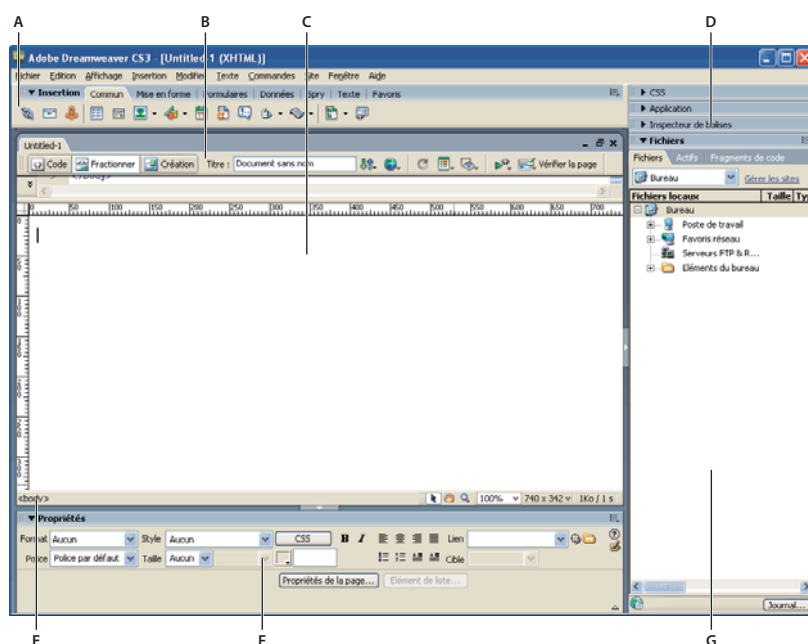 A B C D
Adobe Dreamweaver CS3 - [Untitled-1 (XHTML)]
Fichier Edition Affichage Insertion Modifier Texte Commandes Site Fenêtre Aide
Insertion Commun Mise en forme Formulaires Données Spry Texte Favoris
Untitled-1
Code Fractionner Création Titre : Document sans nom Vérifier la page
</body>
0 50 100 150 200 250 300 350 400 450 500 550 600 650 700
<body> 100% 740 x 342 1Ko / 1 s
Propriétés
Format Aucun Style Aucun CSS B I Lien
Police Police par défaut Taille Aucun Cible
Propriétés de la page... Elément de liste...
CSS
Application
Inspecteur de balises
Fichiers
Fichiers Actifs Fragments de code
Bureau Gérer les sites
Fichiers locaux Taille Ty
Bureau
Poste de travail
Favoris réseau
Serveurs FTP & R...
Eléments du bureau
Journal...
G